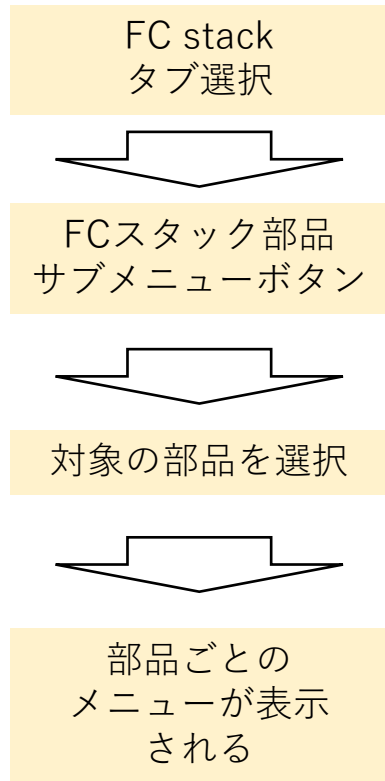 FC stack
タブ選択
FCスタック部品
サブメニューボタン
対象の部品を選択
部品ごとの
メニューが表示
される